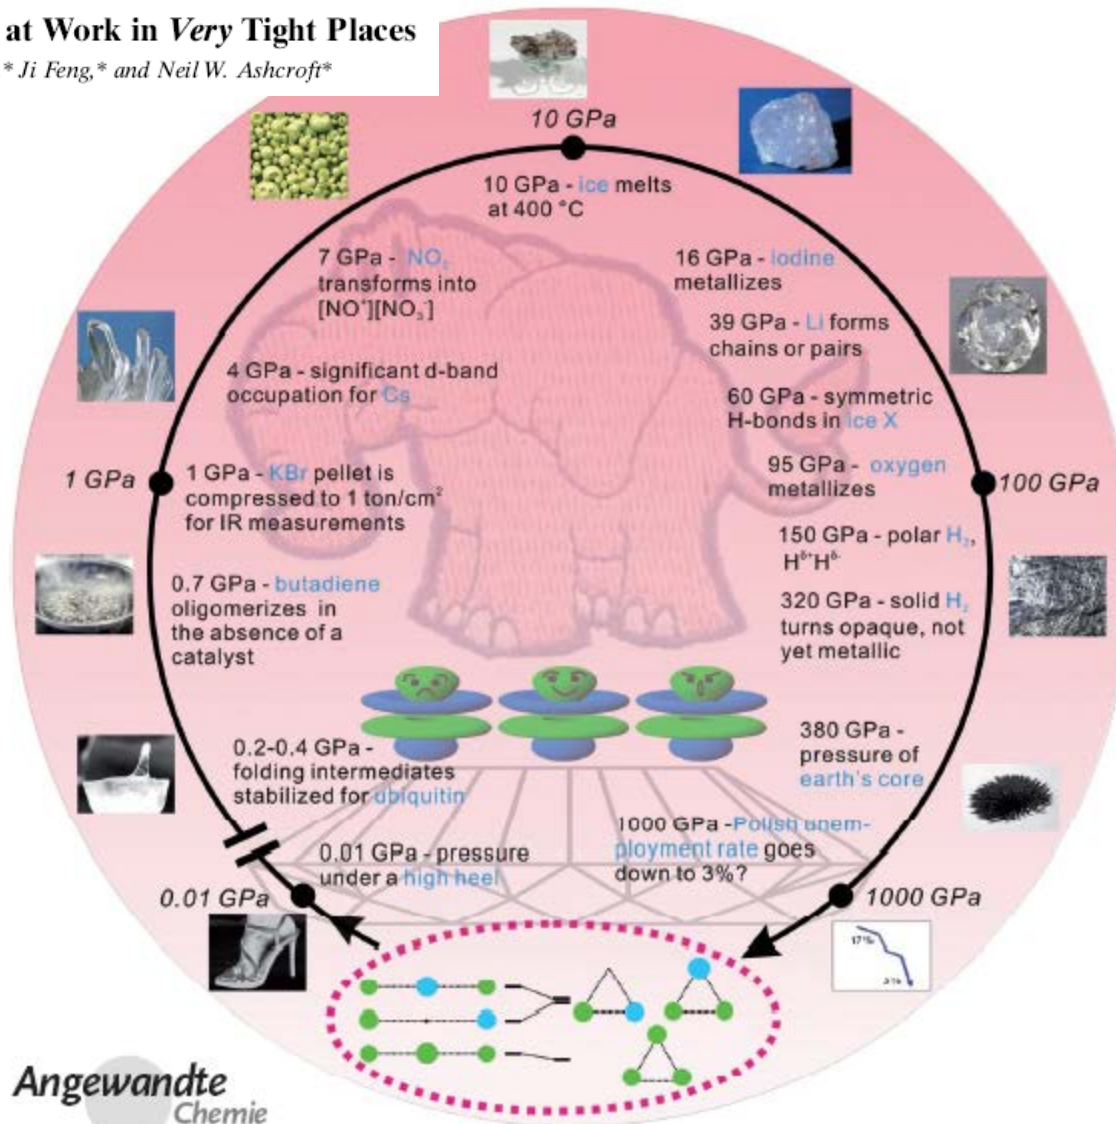 at Work in Very Tight Places
* Ji Feng,* and Neil W. Ashcroft*
10 GPa
10 GPa - ice melts
at 400 °C
7 GPa - NO₂
transforms into
[NO⁺][NO₃⁻]
4 GPa - significant d-band
occupation for Cs
1 GPa
1 GPa - KBr pellet is
compressed to 1 ton/cm²
for IR measurements
0.7 GPa - butadiene
oligomerizes in
the absence of a
catalyst
0.2-0.4 GPa -
folding intermediates
stabilized for ubiquitin
0.01 GPa - pressure
under a high heel
0.01 GPa
16 GPa - iodine
metallizes
39 GPa - Li forms
chains or pairs
60 GPa - symmetric
H-bonds in ice X
95 GPa - oxygen
metallizes
100 GPa
150 GPa - polar H₂,
Hᵟ⁺Hᵟ⁻
320 GPa - solid H₂
turns opaque, not
yet metallic
380 GPa -
pressure of
earth's core
1000 GPa -Polish unem-
ployment rate goes
down to 3%?
1000 GPa
17%
3%
Angewandte
Chemie